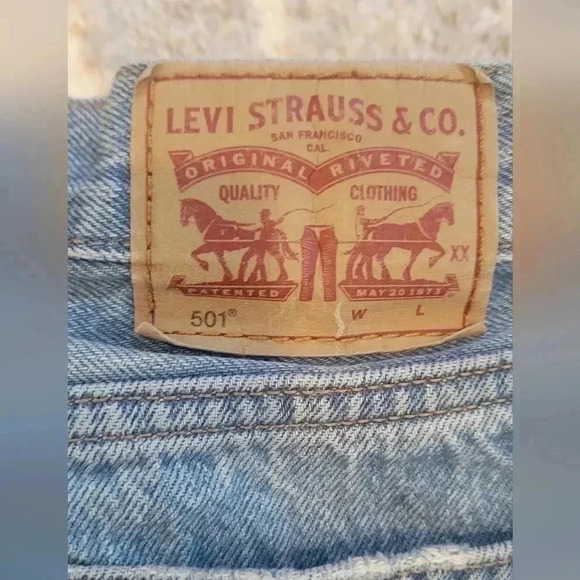 LEVI STRAUSS & CO.
SAN FRANCISCO
CAL.
ORIGINAL RIVETED
QUALITY CLOTHING
XX
PATENTED MAY 20 1873
501® W L